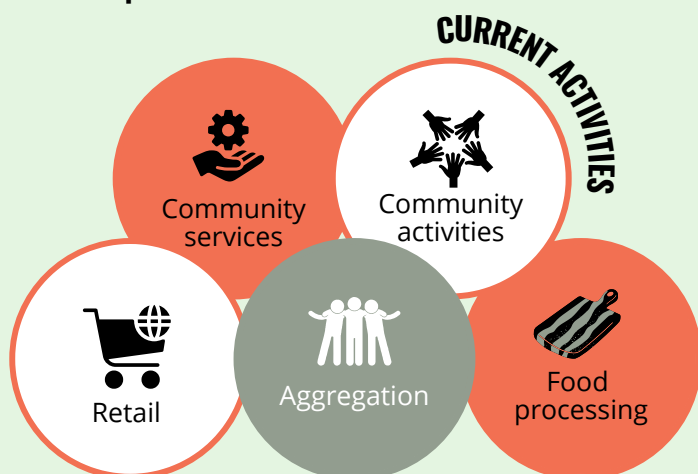 CURRENT ACTIVITIES
Community
services
Community
activities
Retail
Aggregation
Food
processing